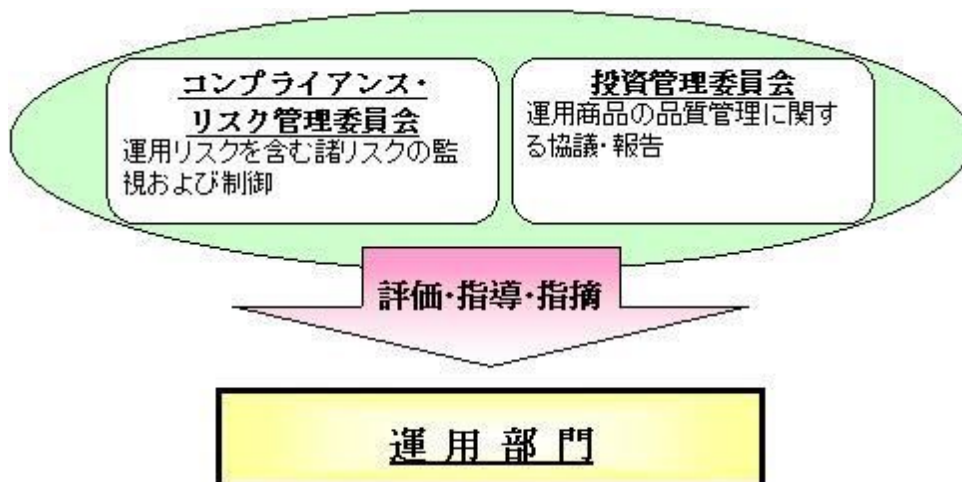 コンプライアンス・
リスク管理委員会
運用リスクを含む諸リスクの監
視および制御
投資管理委員会
運用商品の品質管理に関す
る協議・報告
評価・指導・指摘
運用部門